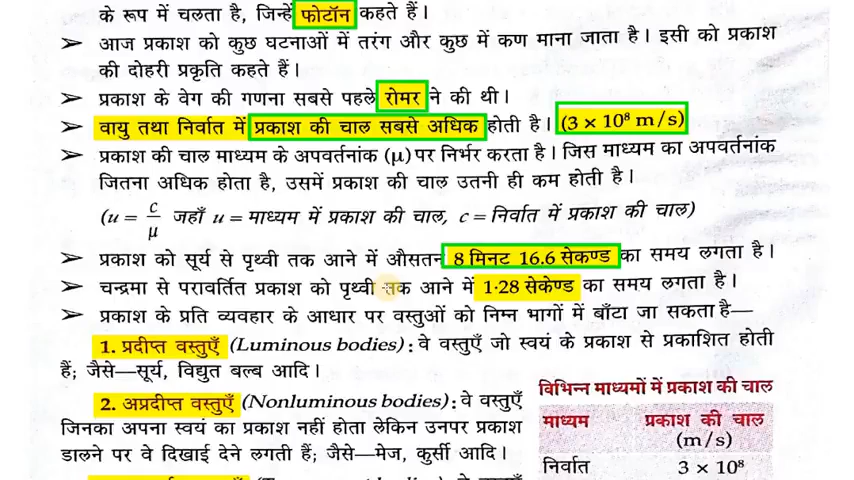 के रूप में चलता है, जिन्हें फोटॉन कहते हैं।
➢ आज प्रकाश को कुछ घटनाओं में तरंग और कुछ में कण माना जाता है। इसी को प्रकाश
की दोहरी प्रकृति कहते हैं।
➢ प्रकाश के वेग की गणना सबसे पहले रोमर ने की थी।
➢ वायु तथा निर्वात में प्रकाश की चाल सबसे अधिक होती है। (3 × 10⁸ m/s)
➢ प्रकाश की चाल माध्यम के अपवर्तनांक (μ) पर निर्भर करता है। जिस माध्यम का अपवर्तनांक
जितना अधिक होता है, उसमें प्रकाश की चाल उतनी ही कम होती है।
(u = c/μ जहाँ u = माध्यम में प्रकाश की चाल, c = निर्वात में प्रकाश की चाल)
➢ प्रकाश को सूर्य से पृथ्वी तक आने में औसतन 8 मिनट 16.6 सेकण्ड का समय लगता है।
➢ चन्द्रमा से परावर्तित प्रकाश को पृथ्वी तक आने में 1·28 सेकेण्ड का समय लगता है।
➢ प्रकाश के प्रति व्यवहार के आधार पर वस्तुओं को निम्न भागों में बाँटा जा सकता है—
1. प्रदीप्त वस्तुएँ (Luminous bodies) : वे वस्तुएँ जो स्वयं के प्रकाश से प्रकाशित होती
हैं; जैसे—सूर्य, विद्युत बल्ब आदि।
2. अप्रदीप्त वस्तुएँ (Nonluminous bodies) : वे वस्तुएँ
जिनका अपना स्वयं का प्रकाश नहीं होता लेकिन उनपर प्रकाश
डालने पर वे दिखाई देने लगती हैं; जैसे—मेज, कुर्सी आदि।
विभिन्न माध्यमों में प्रकाश की चाल
माध्यम प्रकाश की चाल
(m/s)
निर्वात 3 × 10⁸